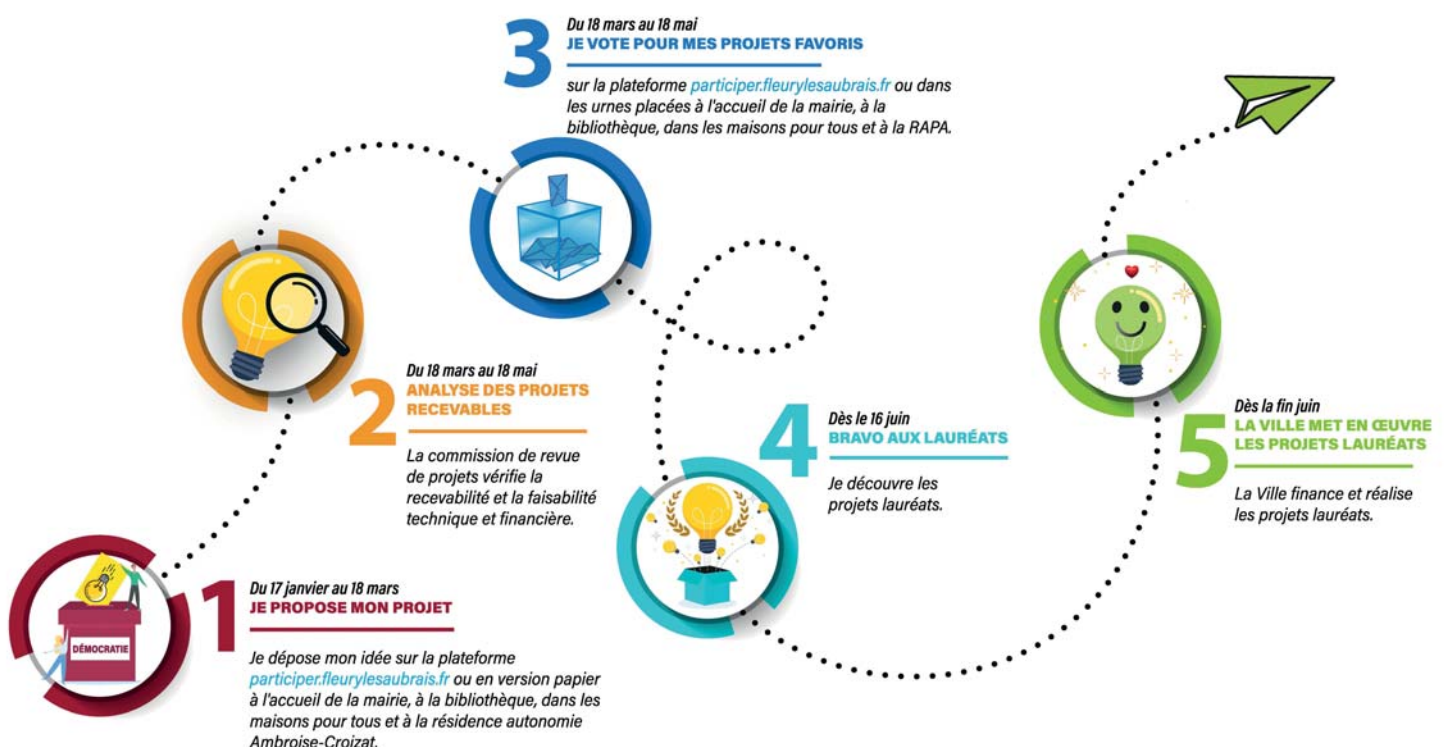 3
Du 18 mars au 18 mai
JE VOTE POUR MES PROJETS FAVORIS
sur la plateforme participer.fleurylesaubrais.fr ou dans
les urnes placées à l'accueil de la mairie, à la
bibliothèque, dans les maisons pour tous et à la RAPA.
2
Du 18 mars au 18 mai
ANALYSE DES PROJETS
RECEVABLES
La commission de revue
de projets vérifie la
recevabilité et la faisabilité
technique et financière.
4
Dès le 16 juin
BRAVO AUX LAURÉATS
Je découvre les
projets lauréats.
5
Dès la fin juin
LA VILLE MET EN ŒUVRE
LES PROJETS LAURÉATS
La Ville finance et réalise
les projets lauréats.
DÉMOCRATIE
1
Du 17 janvier au 18 mars
JE PROPOSE MON PROJET
Je dépose mon idée sur la plateforme
participer.fleurylesaubrais.fr ou en version papier
à l'accueil de la mairie, à la bibliothèque, dans les
maisons pour tous et à la résidence autonomie
Ambroise-Croizat.